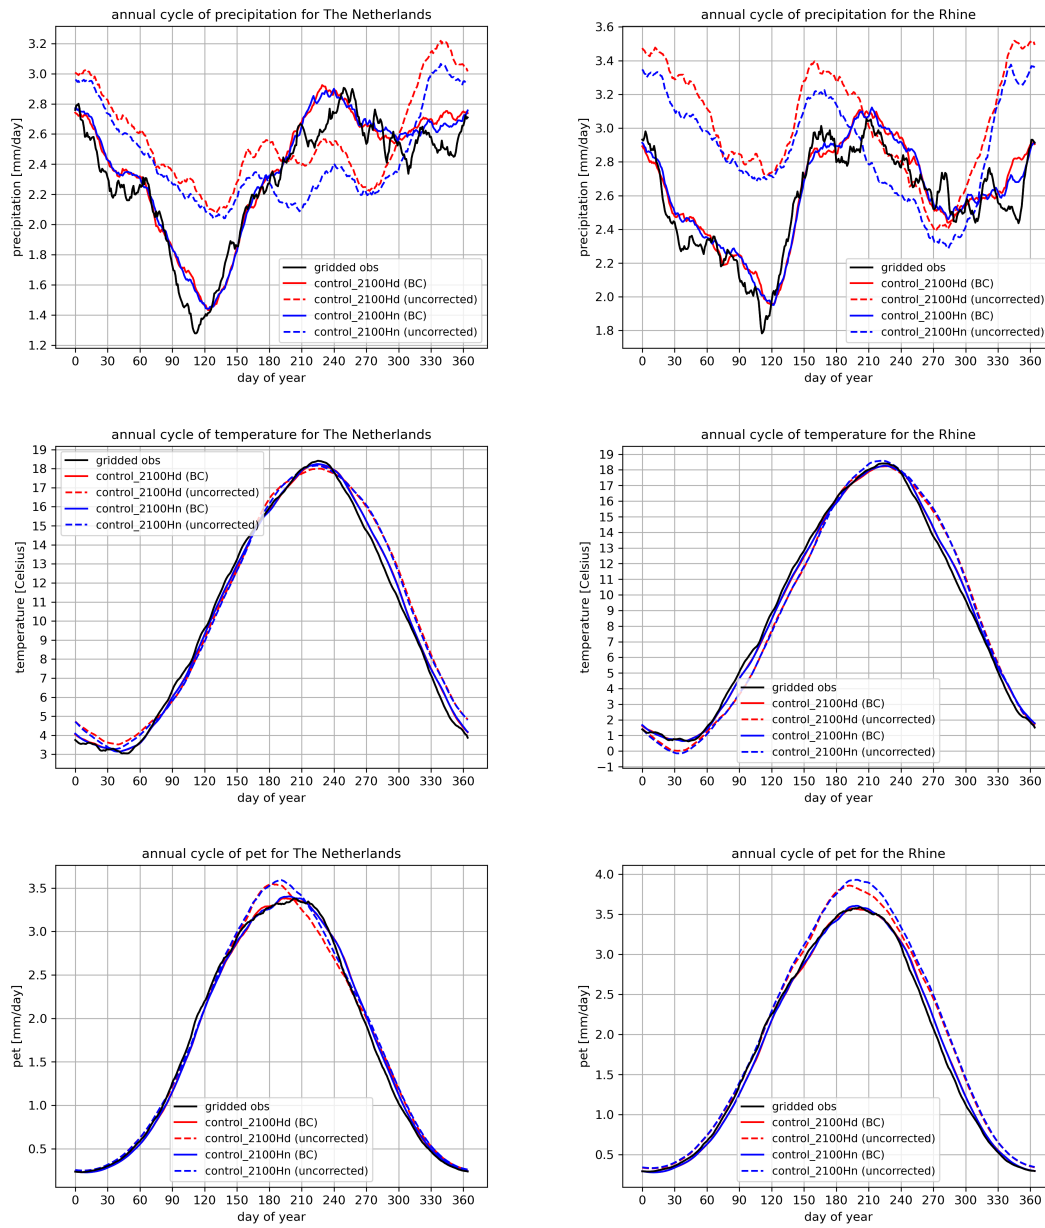 annual cycle of precipitation for The Netherlands
3.2
3.0
2.8
2.6
2.4
2.2
2.0
1.8
1.6
1.4
1.2
precipitation [mm/day]
gridded obs
control_2100Hd (BC)
control_2100Hd (uncorrected)
control_2100Hn (BC)
control_2100Hn (uncorrected)
0 30 60 90 120 150 180 210 240 270 300 330 360
day of year
annual cycle of precipitation for the Rhine
3.6
3.4
3.2
3.0
2.8
2.6
2.4
2.2
2.0
1.8
precipitation [mm/day]
gridded obs
control_2100Hd (BC)
control_2100Hd (uncorrected)
control_2100Hn (BC)
control_2100Hn (uncorrected)
0 30 60 90 120 150 180 210 240 270 300 330 360
day of year
annual cycle of temperature for The Netherlands
19
18
17
16
15
14
13
12
11
10
9
8
7
6
5
4
3
temperature [Celsius]
gridded obs
control_2100Hd (BC)
control_2100Hd (uncorrected)
control_2100Hn (BC)
control_2100Hn (uncorrected)
0 30 60 90 120 150 180 210 240 270 300 330 360
day of year
annual cycle of temperature for the Rhine
19
18
17
16
15
14
13
12
11
10
9
8
7
6
5
4
3
2
1
0
−1
temperature [Celsius]
gridded obs
control_2100Hd (BC)
control_2100Hd (uncorrected)
control_2100Hn (BC)
control_2100Hn (uncorrected)
0 30 60 90 120 150 180 210 240 270 300 330 360
day of year
annual cycle of pet for The Netherlands
3.5
3.0
2.5
2.0
1.5
1.0
0.5
pet [mm/day]
gridded obs
control_2100Hd (BC)
control_2100Hd (uncorrected)
control_2100Hn (BC)
control_2100Hn (uncorrected)
0 30 60 90 120 150 180 210 240 270 300 330 360
day of year
annual cycle of pet for the Rhine
4.0
3.5
3.0
2.5
2.0
1.5
1.0
0.5
pet [mm/day]
gridded obs
control_2100Hd (BC)
control_2100Hd (uncorrected)
control_2100Hn (BC)
control_2100Hn (uncorrected)
0 30 60 90 120 150 180 210 240 270 300 330 360
day of year